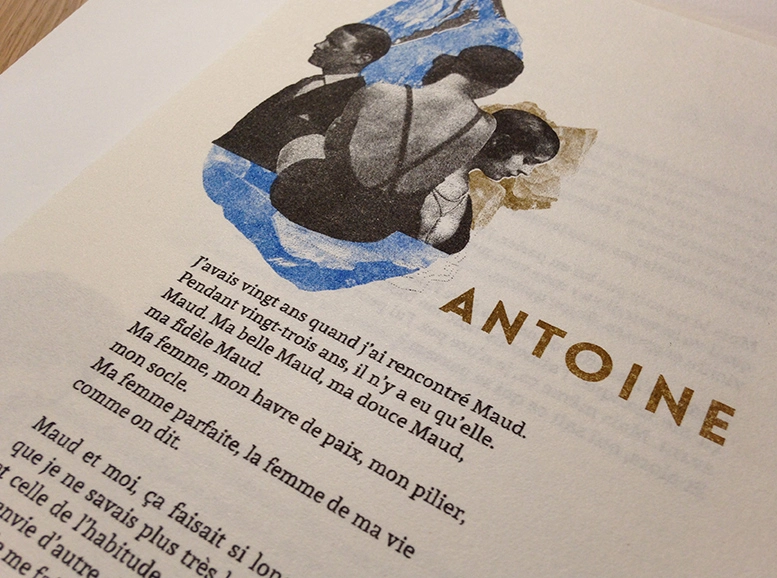 ANTOINE
J'avais vingt ans quand j'ai rencontré Maud.
Pendant vingt-trois ans, il n'y a eu qu'elle.
Maud. Ma belle Maud, ma douce Maud,
ma fidèle Maud.
Ma femme, mon havre de paix, mon pilier,
mon socle.
Ma femme parfaite, la femme de ma vie
comme on dit.
Maud et moi, ça faisait si
que je ne savais plus très
et celle de l'habitude
d'autre
me